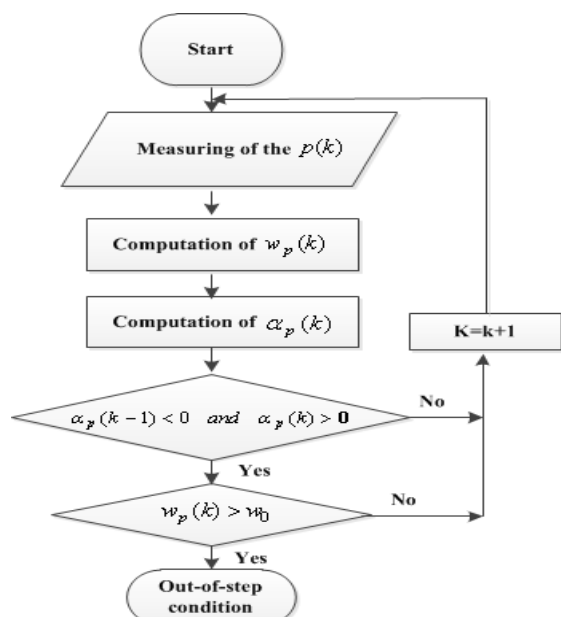 Start
Measuring of the p(k)
Computation of w_p(k)
Computation of α_p(k)
K=k+1
α_p(k−1)<0 and α_p(k)>0
No
Yes
w_p(k)>w_0
No
Yes
Out-of-step
condition